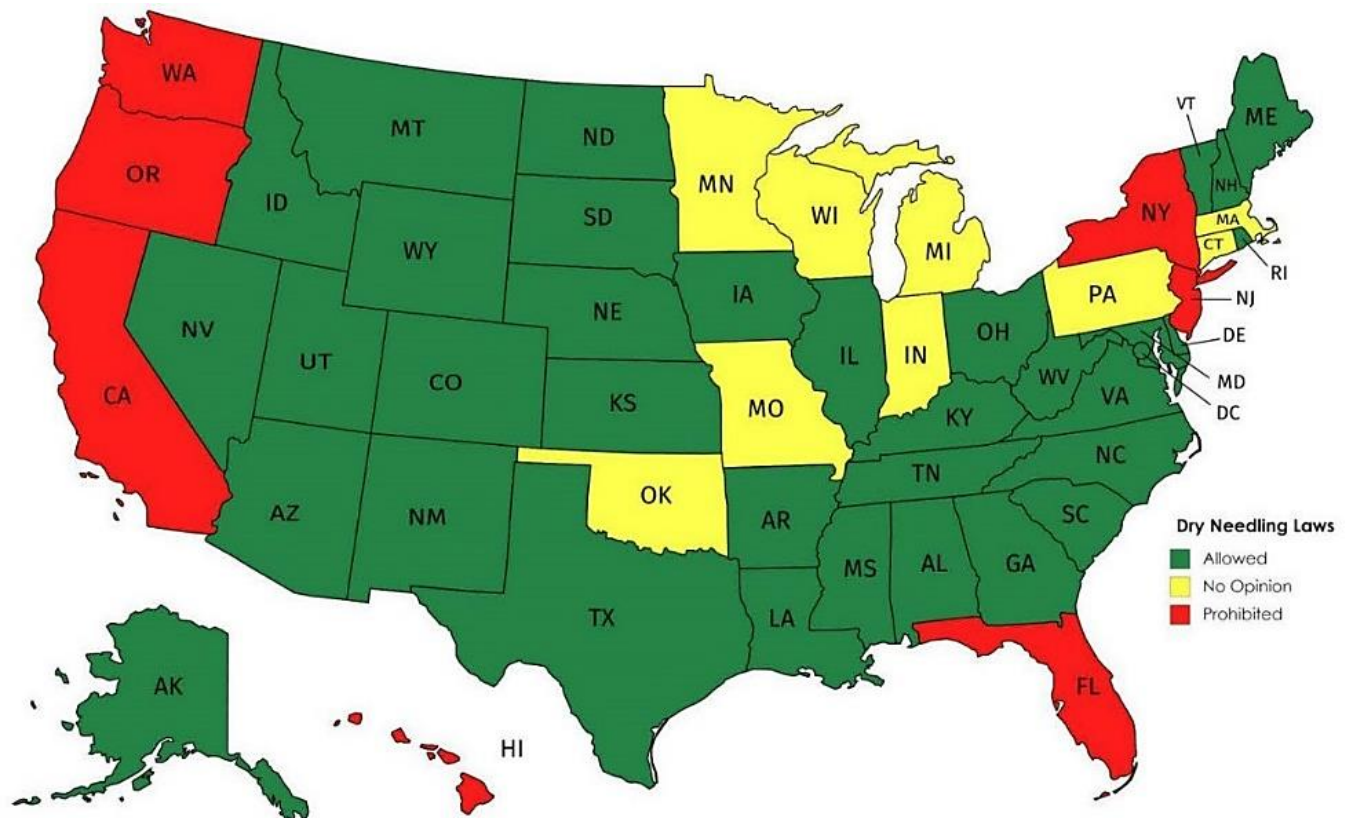 WA
MT
ND
MN
VT
ME
OR
ID
SD
WI
NY
NH
MA
WY
MI
CT
RI
IA
PA
NJ
NE
NV
OH
DE
UT
IL
IN
CO
WV
MD
CA
KS
MO
VA
DC
KY
NC
TN
OK
AZ
NM
AR
SC
Dry Needling Laws
Allowed
MS
AL
GA
No Opinion
TX
LA
Prohibited
AK
FL
HI